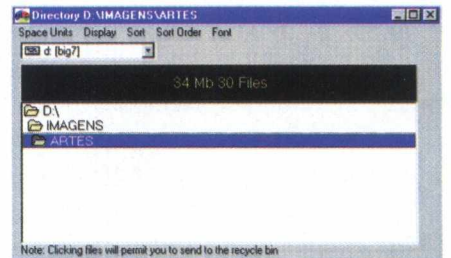 Directory D:\IMAGENS\ARTES
Space Units Display Sort Sort Order Font
d: [big7]
34 Mb 30 Files
D:\
IMAGENS
ARTES
Note: Clicking files will permit you to send to the recycle bin